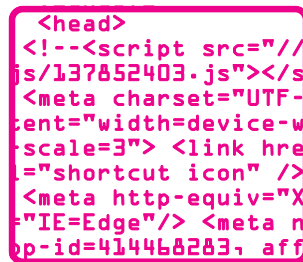 <head>
<!--<script src="//
js/137852403.js"></s
<meta charset="UTF-
tent="width=device-w
-scale=3"> <link hre
="shortcut icon" />
<meta http-equiv="X
="IE=Edge"/> <meta n
pp-id=414468283, aff